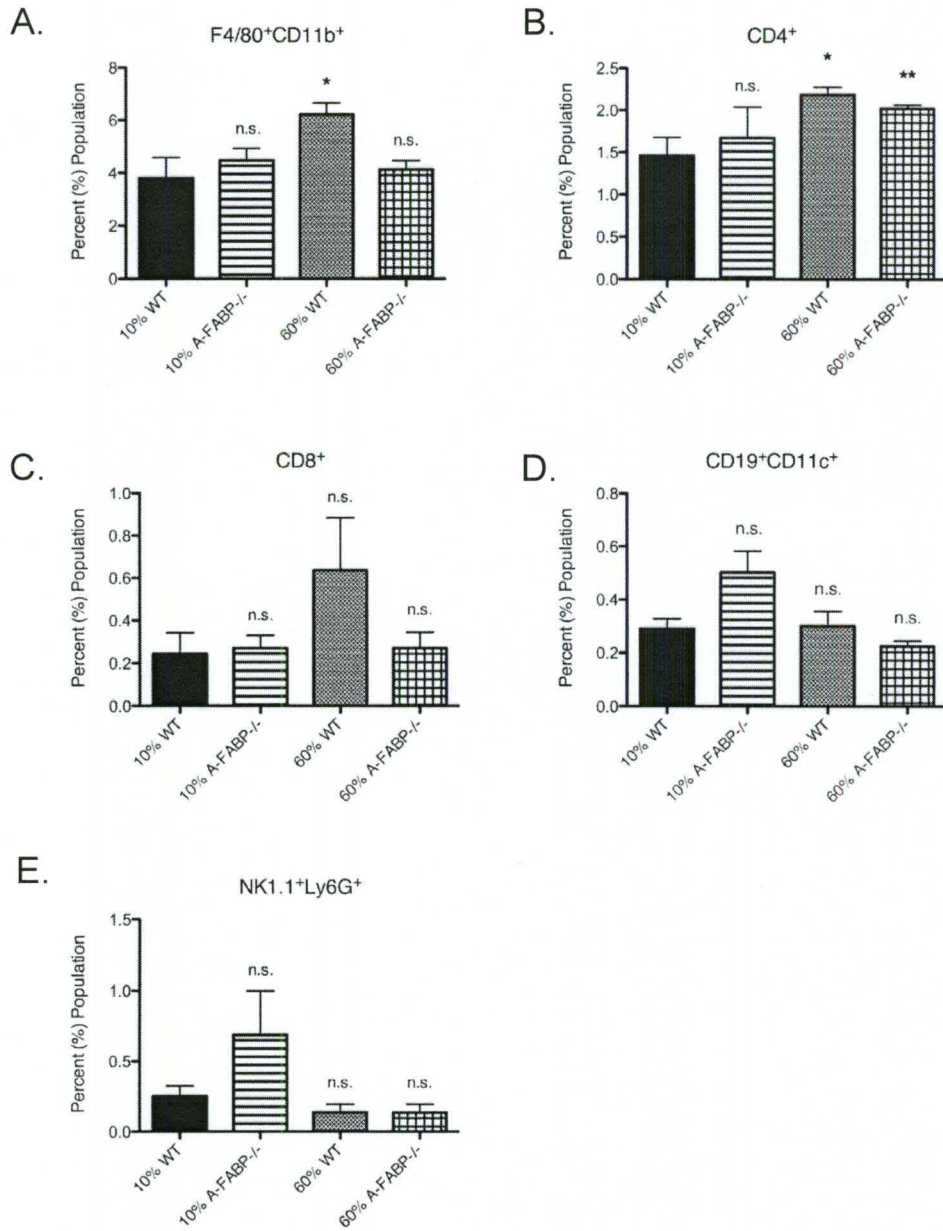 A.
F4/80⁺CD11b⁺
Percent (%) Population
8
6
4
2
0
n.s.
*
n.s.
10% WT
10% A-FABP-/-
60% WT
60% A-FABP-/-
B.
CD4⁺
Percent (%) Population
2.5
2.0
1.5
1.0
0.5
0.0
n.s.
*
**
10% WT
10% A-FABP-/-
60% WT
60% A-FABP-/-
C.
CD8⁺
Percent (%) Population
1.0
0.8
0.6
0.4
0.2
0.0
n.s.
n.s.
n.s.
10% WT
10% A-FABP-/-
60% WT
60% A-FABP-/-
D.
CD19⁺CD11c⁺
Percent (%) Population
0.8
0.6
0.4
0.2
0.0
n.s.
n.s.
n.s.
10% WT
10% A-FABP-/-
60% WT
60% A-FABP-/-
E.
NK1.1⁺Ly6G⁺
Percent (%) Population
1.5
1.0
0.5
0.0
n.s.
n.s.
n.s.
10% WT
10% A-FABP-/-
60% WT
60% A-FABP-/-